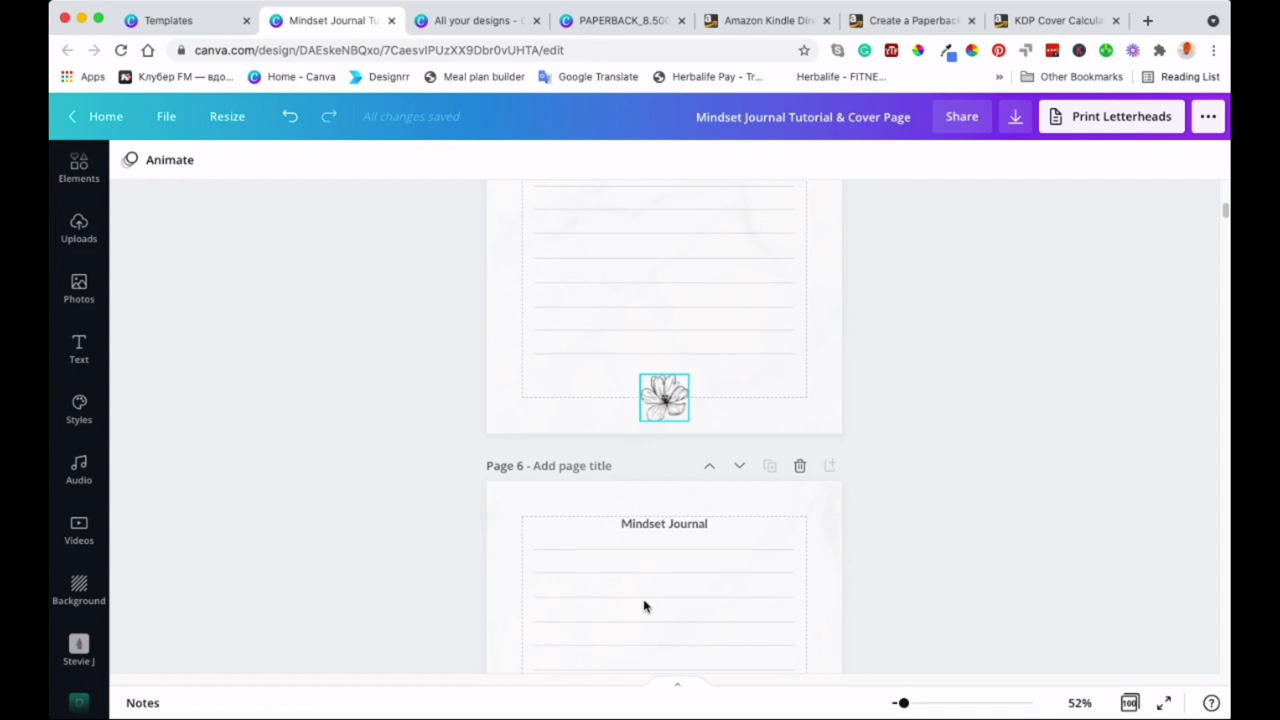 Templates
Mindset Journal Tu
All your designs - C
PAPERBACK_8.500
Amazon Kindle Dire
Create a Paperback
KDP Cover Calcula
canva.com/design/DAEskeNBQxo/7CaesvIPUzXX9Dbr0vUHTA/edit
Apps
Клубер FM — вдо...
Home - Canva
Designrr
Meal plan builder
Google Translate
Herbalife Pay - Tr...
Herbalife - FITNE...
»
Other Bookmarks
Reading List
Home
File
Resize
All changes saved
Mindset Journal Tutorial & Cover Page
Share
Print Letterheads
Elements
Animate
Uploads
Photos
Text
Styles
Audio
Videos
Background
Stevie J
Page 6 - Add page title
Mindset Journal
Notes
52%
100
?